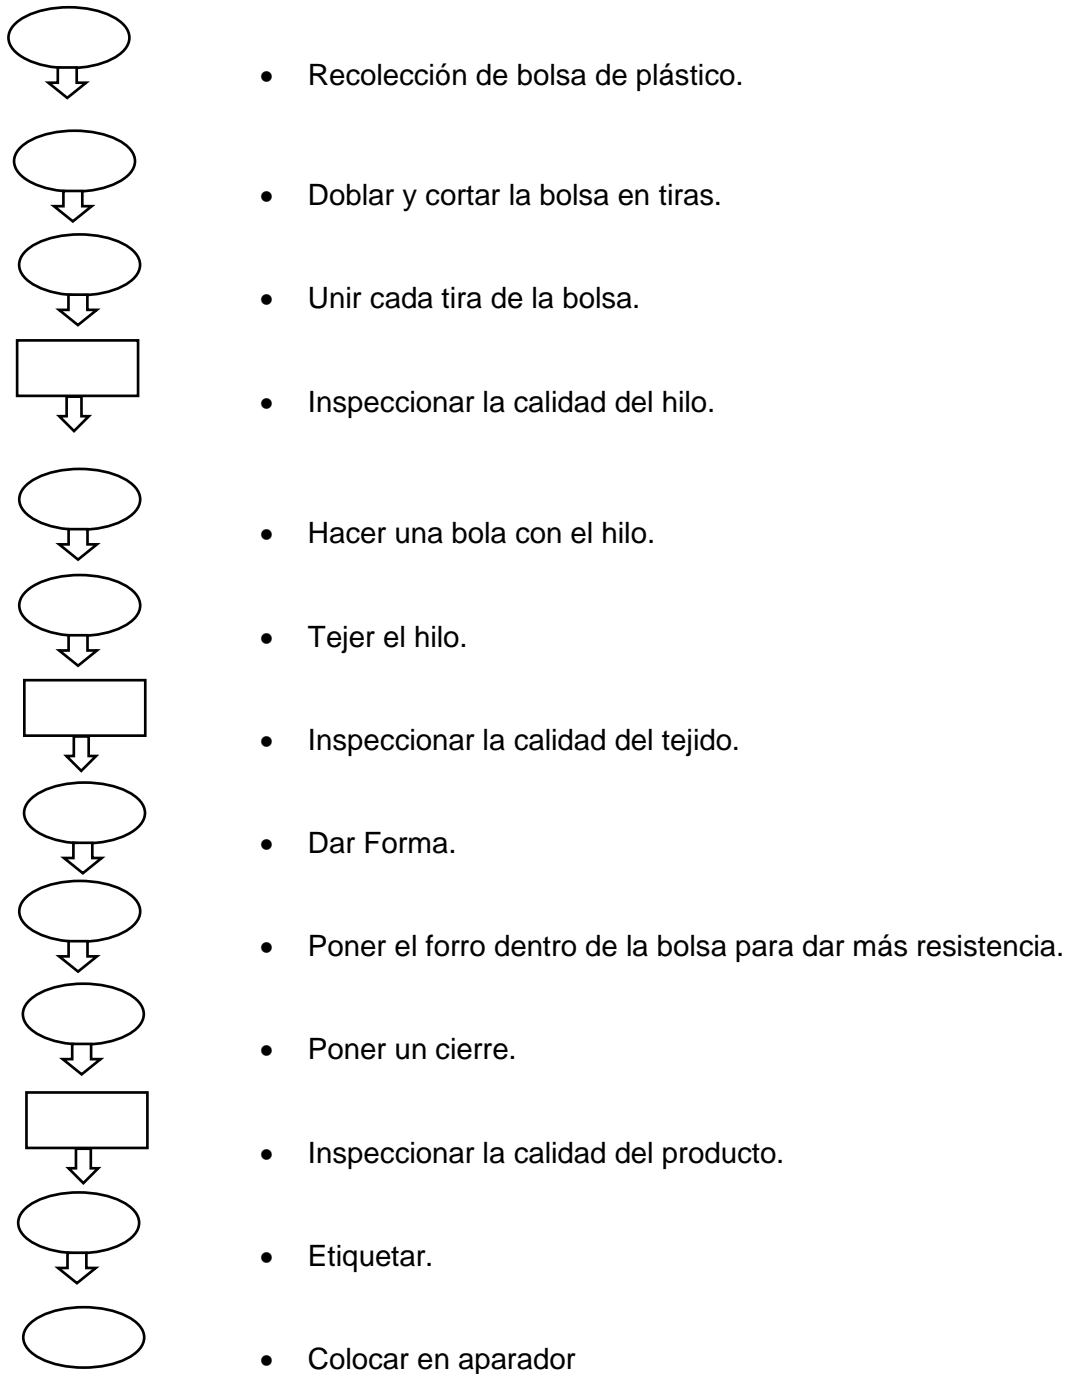 • Recolección de bolsa de plástico.
• Doblar y cortar la bolsa en tiras.
• Unir cada tira de la bolsa.
• Inspeccionar la calidad del hilo.
• Hacer una bola con el hilo.
• Tejer el hilo.
• Inspeccionar la calidad del tejido.
• Dar Forma.
• Poner el forro dentro de la bolsa para dar más resistencia.
• Poner un cierre.
• Inspeccionar la calidad del producto.
• Etiquetar.
• Colocar en aparador